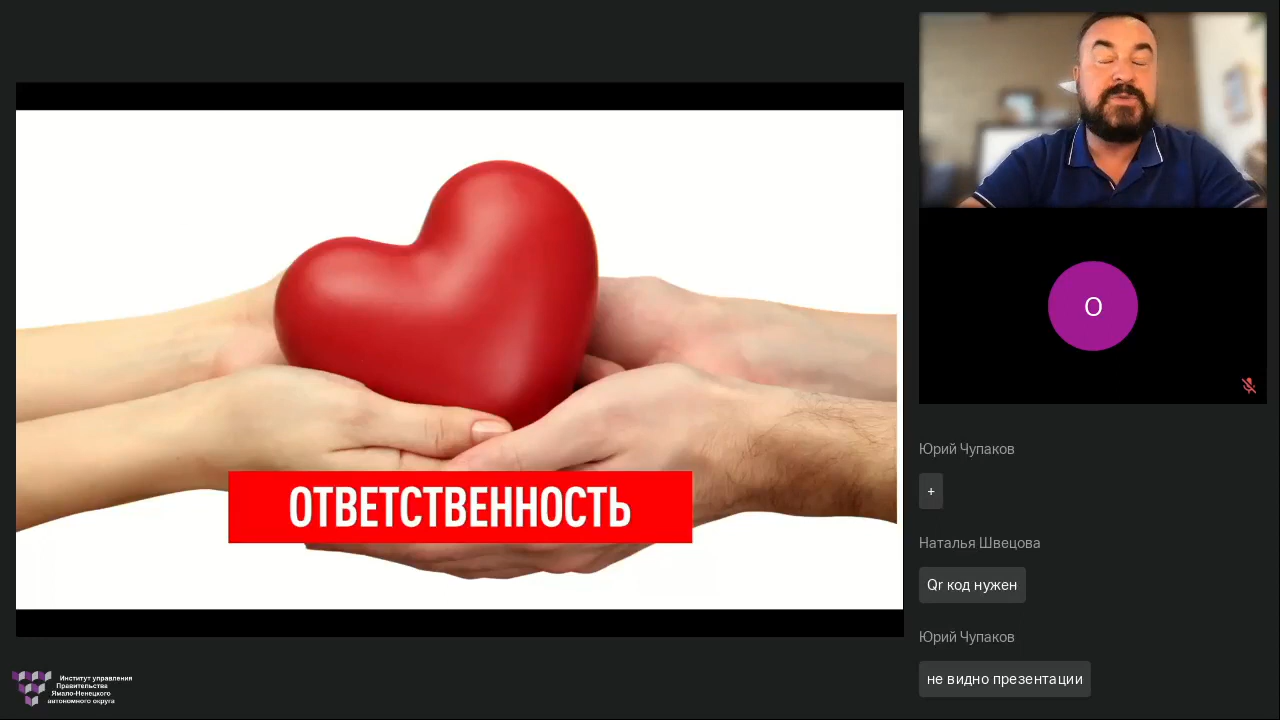 ОТВЕТСТВЕННОСТЬ
О
Юрий Чупаков
+
Наталья Швецова
Qr код нужен
Юрий Чупаков
не видно презентации
Институт управления
Правительства
Ямало-Ненецкого
автономного округа